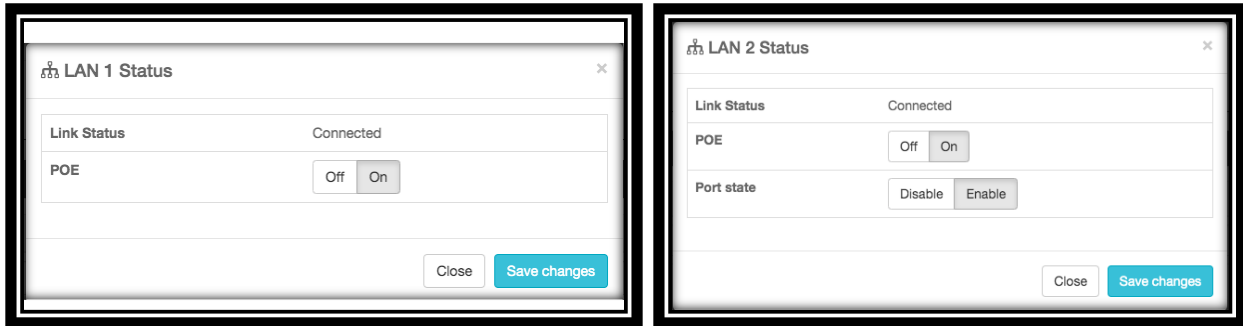 LAN 1 Status ×
Link Status Connected
POE Off On
Close Save changes
LAN 2 Status ×
Link Status Connected
POE Off On
Port state Disable Enable
Close Save changes